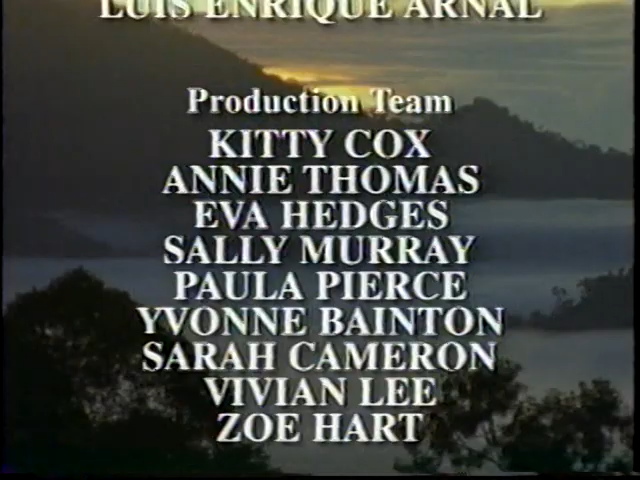 LUIS ENRIQUE ARNAL
Production Team
KITTY COX
ANNIE THOMAS
EVA HEDGES
SALLY MURRAY
PAULA PIERCE
YVONNE BAINTON
SARAH CAMERON
VIVIAN LEE
ZOE HART